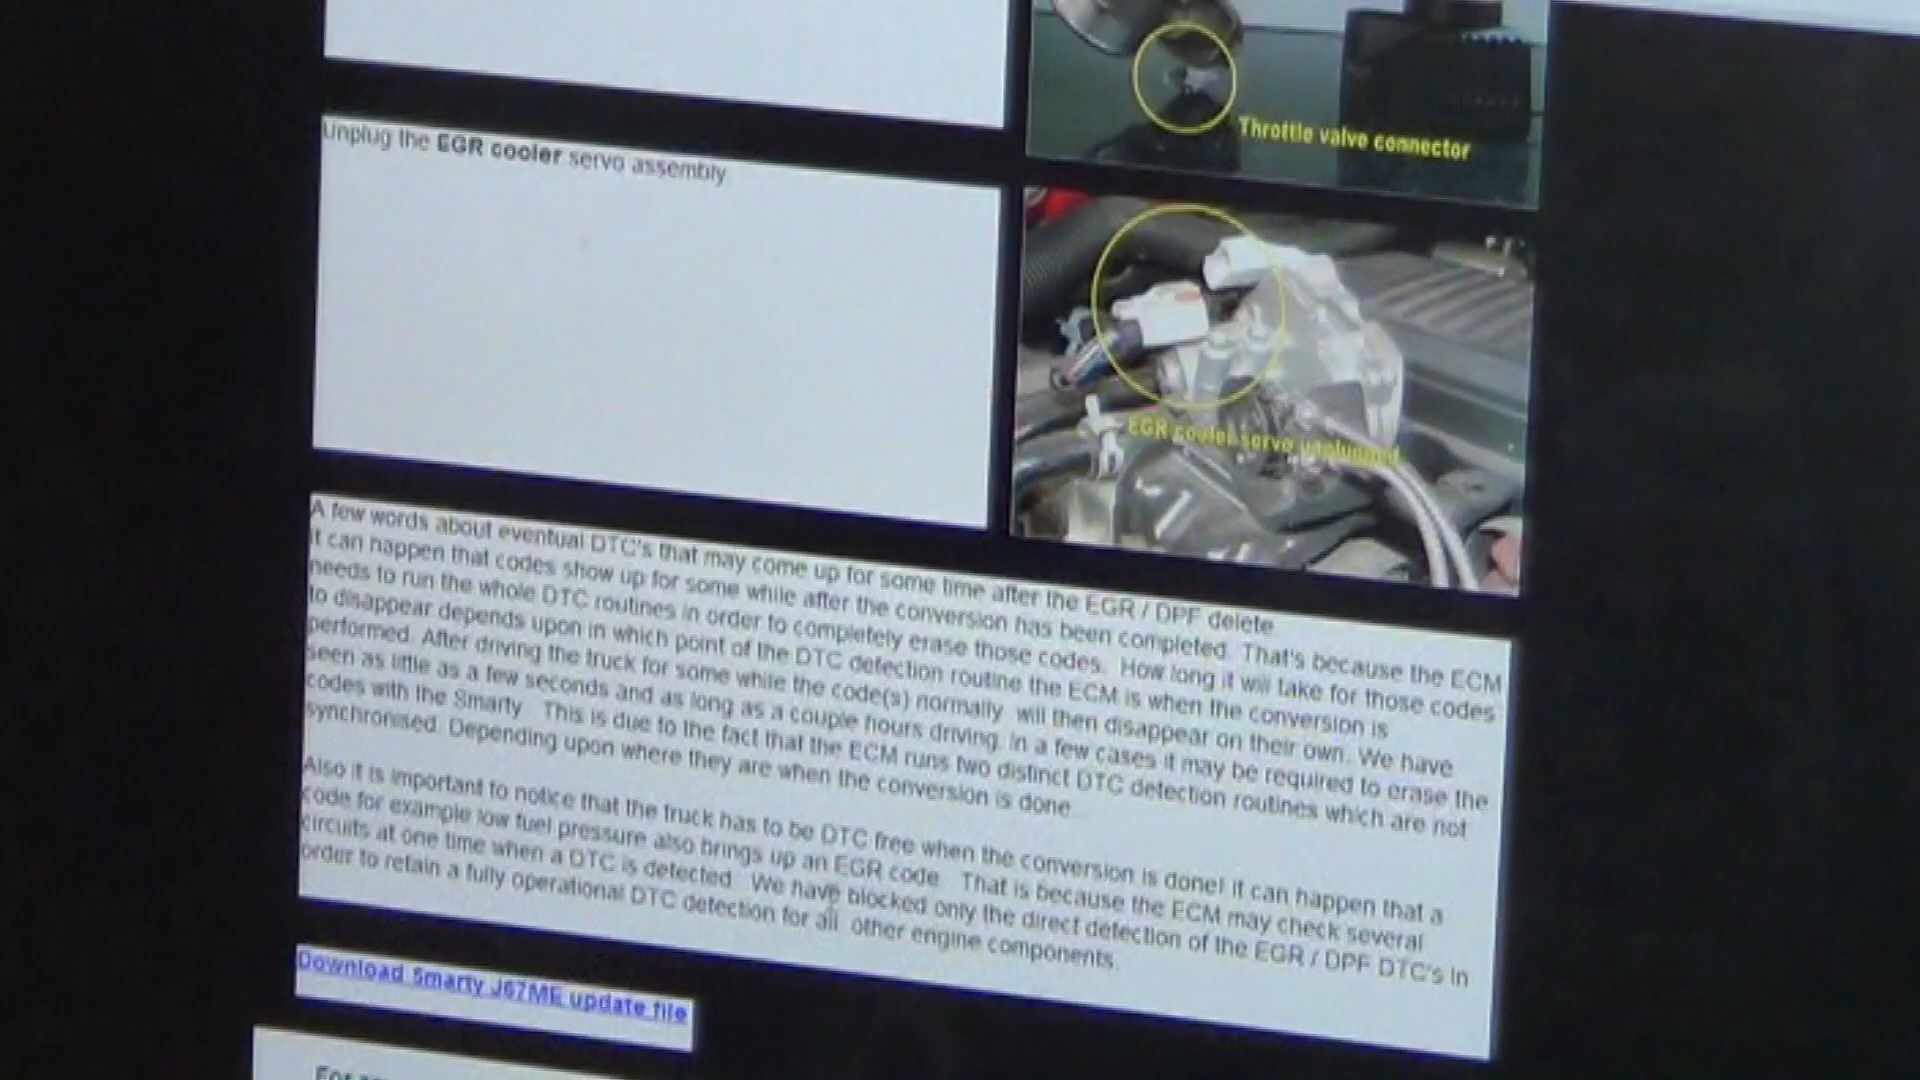 Throttle valve connector
Unplug the EGR cooler servo assembly.
EGR cooler servo unplugged
A few words about eventual DTC's that may come up for some time after the EGR / DPF delete
It can happen that codes show up for some while after the conversion has been completed. That's because the ECM
needs to run the whole DTC routines in order to completely erase those codes. How long it will take for those codes
to disappear depends upon in which point of the DTC detection routine the ECM is when the conversion is
performed. After driving the truck for some while the code(s) normally will then disappear on their own. We have
seen as little as a few seconds and as long as a couple hours driving. In a few cases it may be required to erase the
codes with the Smarty. This is due to the fact that the ECM runs two distinct DTC detection routines which are not
synchronised. Depending upon where they are when the conversion is done...
Also it is important to notice that the truck has to be DTC free when the conversion is done! It can happen that a
code for example low fuel pressure also brings up an EGR code. That is because the ECM may check several
circuits at one time when a DTC is detected. We have blocked only the direct detection of the EGR / DPF DTC's in
order to retain a fully operational DTC detection for all other engine components.
Download Smarty J67ME update file
For